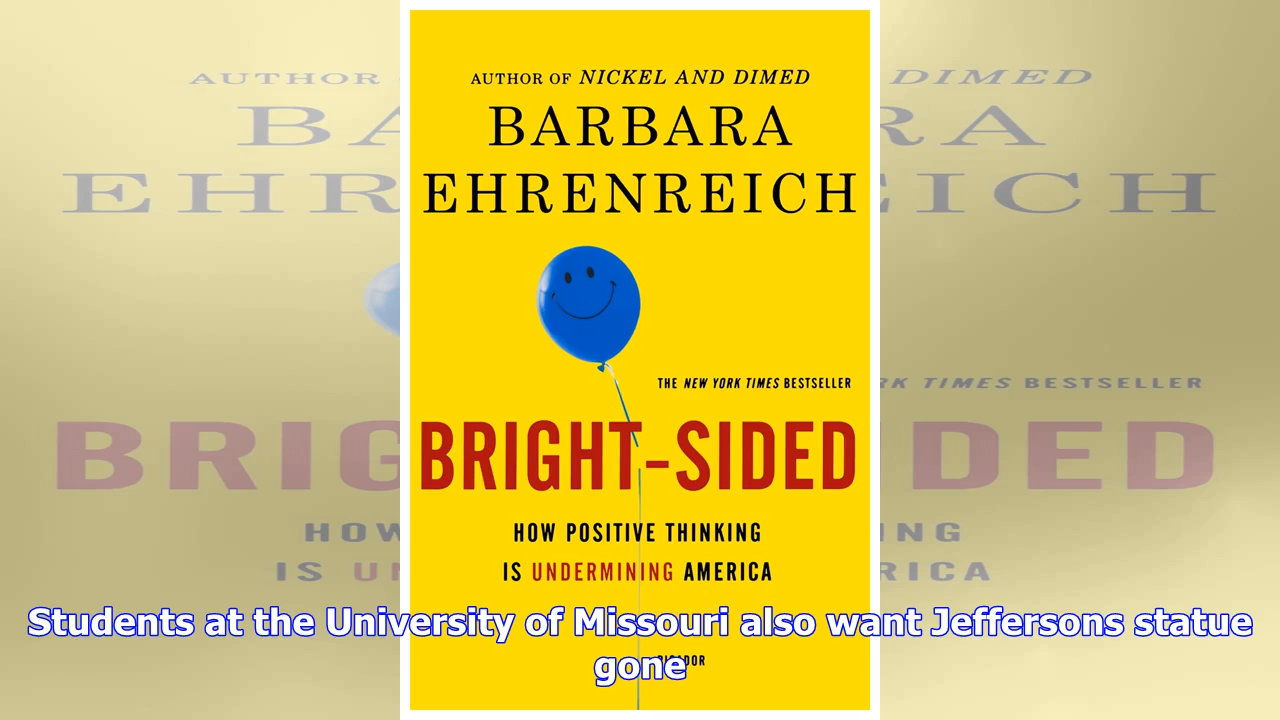 AUTHOR OF NICKEL AND DIMED
BARBARA
EHRENREICH
THE NEW YORK TIMES BESTSELLER
BRIGHT-SIDED
HOW POSITIVE THINKING
IS UNDERMINING AMERICA
Students at the University of Missouri also want Jeffersons statue
gone